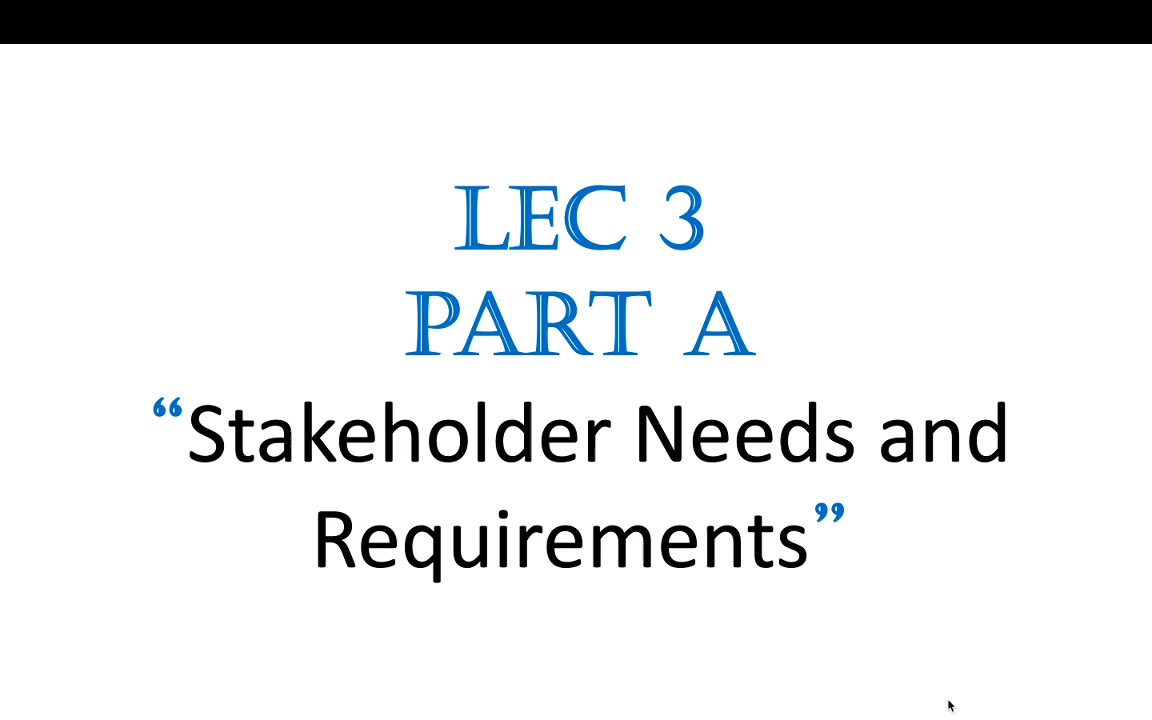 LEC 3
PART A
“Stakeholder Needs and
Requirements”